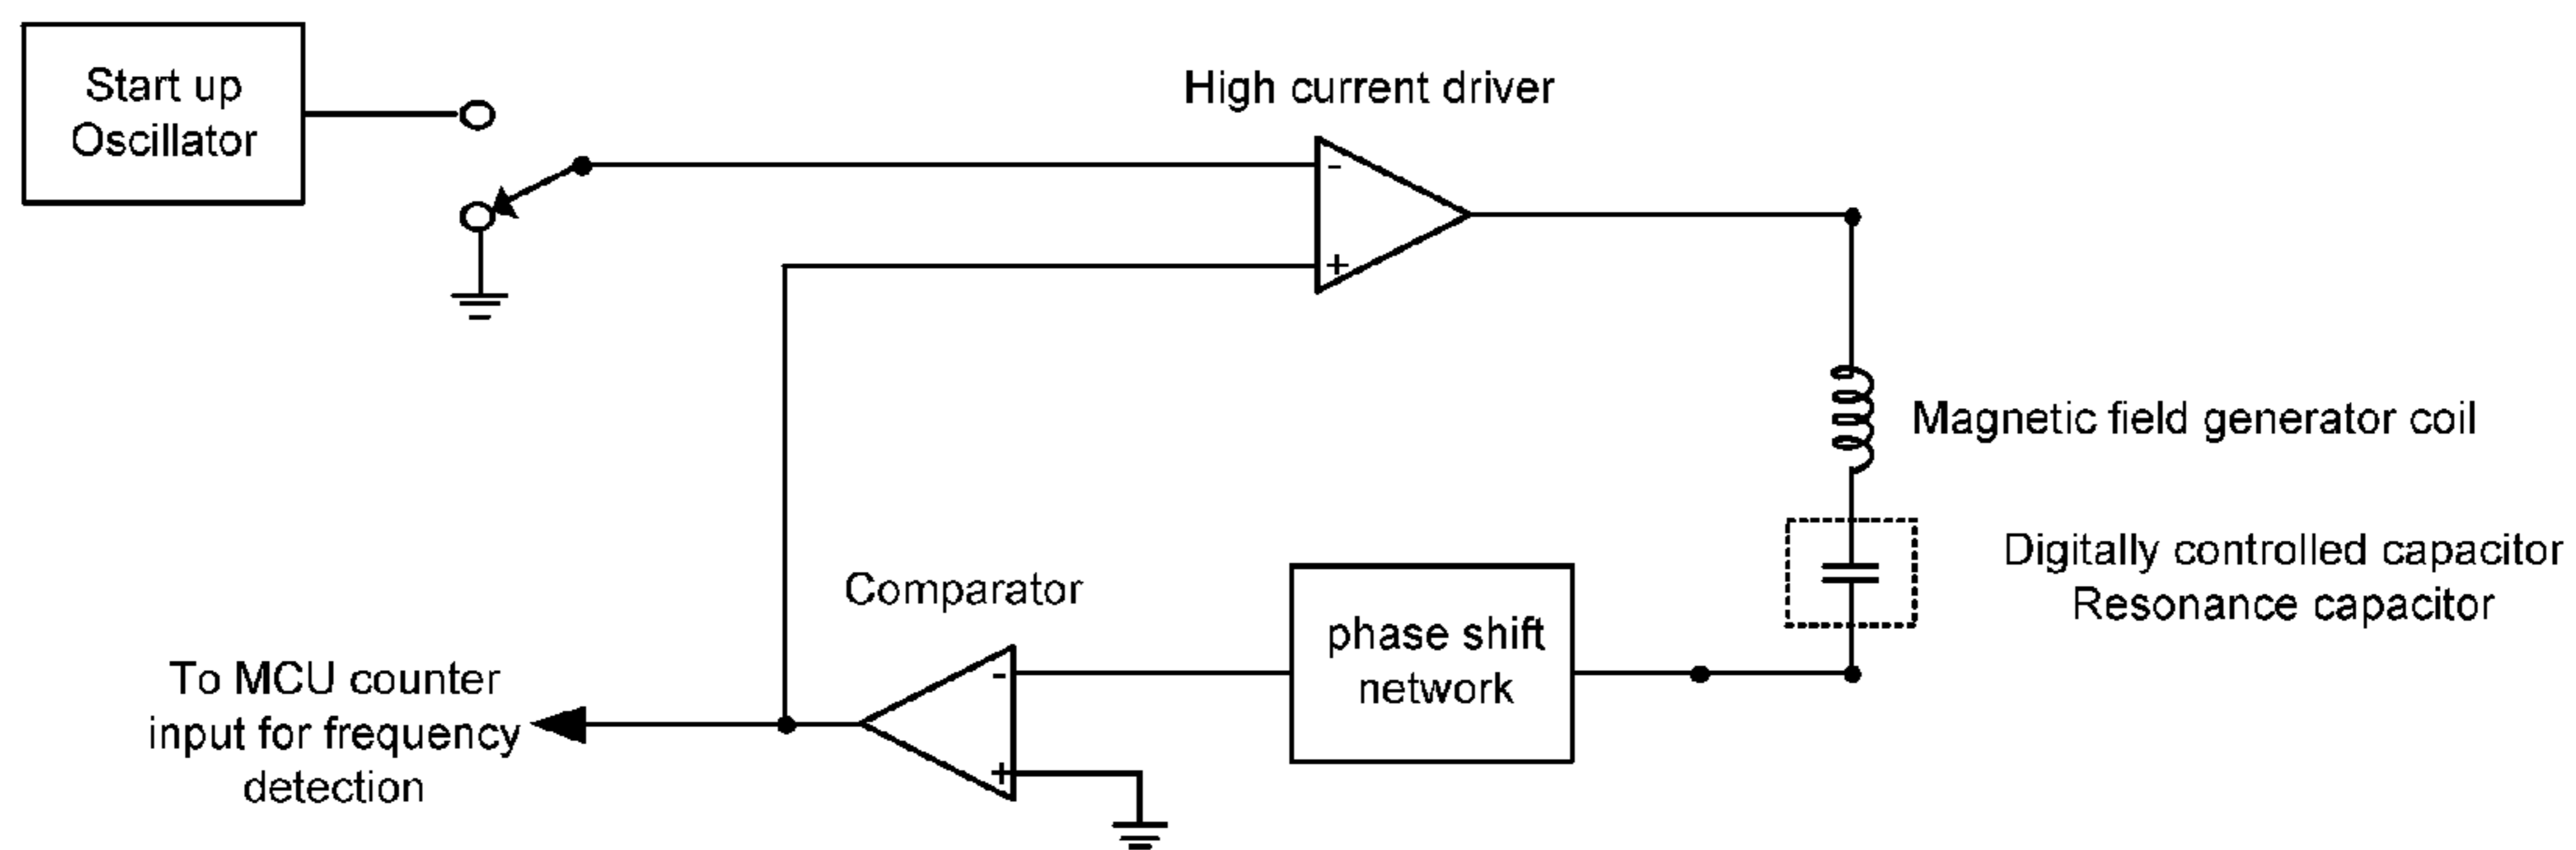 Start up
Oscillator
High current driver
-
+
Magnetic field generator coil
Digitally controlled capacitor
Resonance capacitor
Comparator
phase shift
network
-
+
To MCU counter
input for frequency
detection